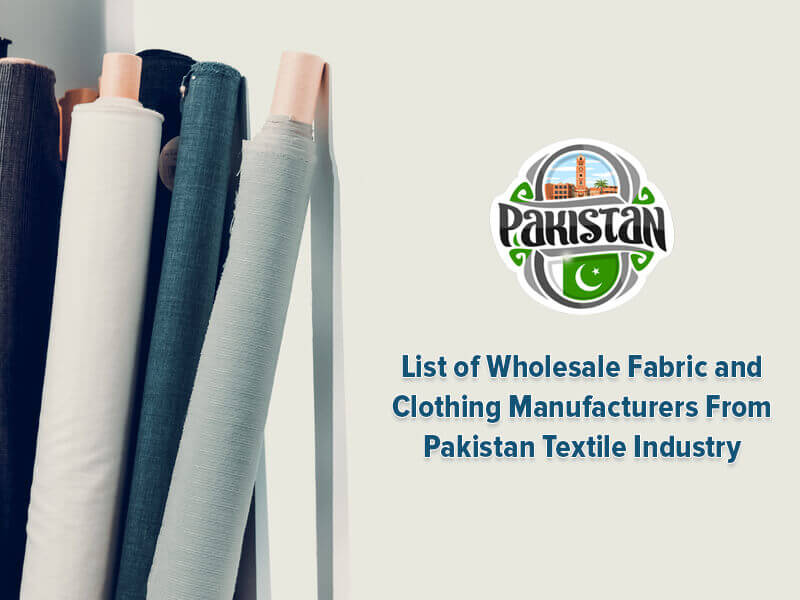 PAKISTAN
List of Wholesale Fabric and
Clothing Manufacturers From
Pakistan Textile Industry